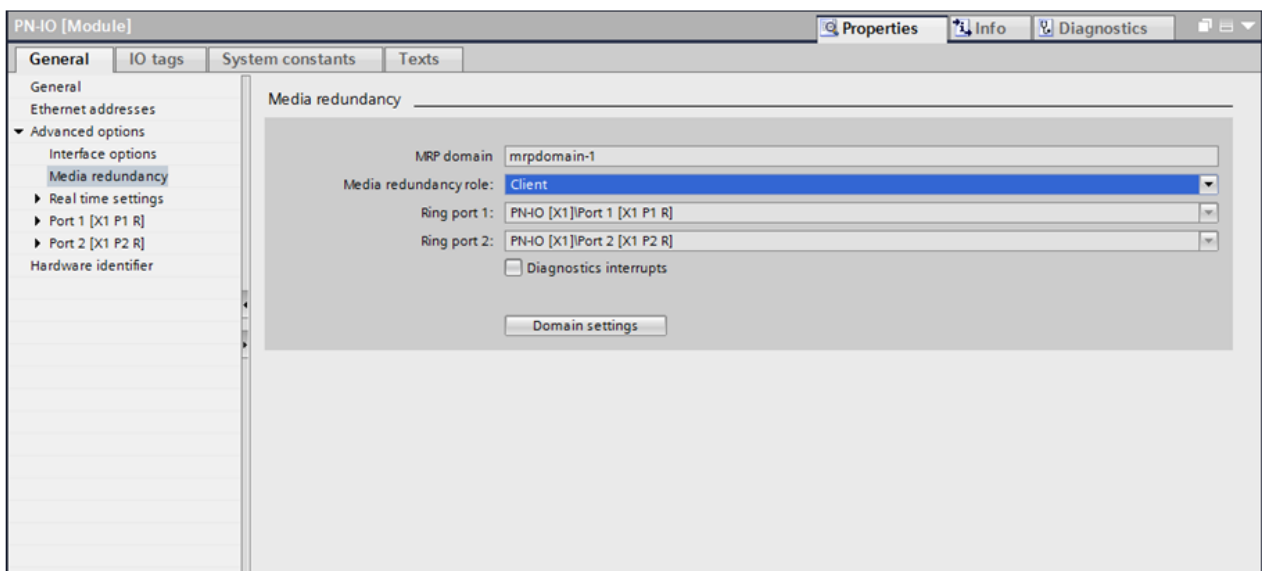 PN-IO [Module]
Properties
Info
Diagnostics
General
IO tags
System constants
Texts
General
Ethernet addresses
Advanced options
Interface options
Media redundancy
Real time settings
Port 1 [X1 P1 R]
Port 2 [X1 P2 R]
Hardware identifier
Media redundancy
MRP domain mrpdomain-1
Media redundancy role: Client
Ring port 1: PN-IO [X1]\Port 1 [X1 P1 R]
Ring port 2: PN-IO [X1]\Port 2 [X1 P2 R]
Diagnostics interrupts
Domain settings